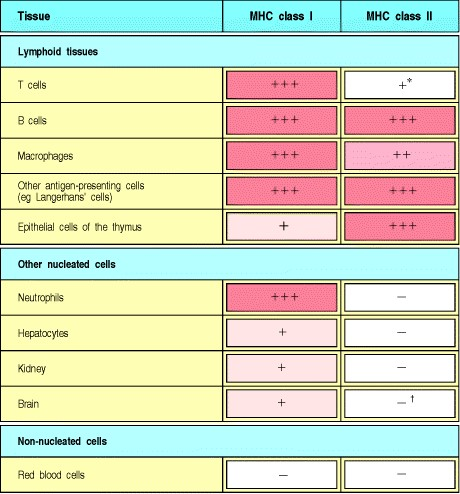 Tissue MHC class I MHC class II
Lymphoid tissues
T cells +++ +*
B cells +++ +++
Macrophages +++ ++
Other antigen-presenting cells
(eg Langerhans' cells) +++ +++
Epithelial cells of the thymus + +++
Other nucleated cells
Neutrophils +++ –
Hepatocytes + –
Kidney + –
Brain + –†
Non-nucleated cells
Red blood cells – –